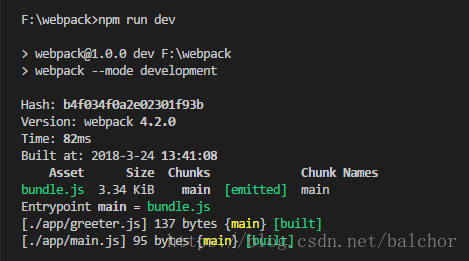 F:\webpack>npm run dev
> webpack@1.0.0 dev F:\webpack
> webpack --mode development
Hash: b4f034f0a2e02301f93b
Version: webpack 4.2.0
Time: 82ms
Built at: 2018-3-24 13:41:08
Asset Size Chunks Chunk Names
bundle.js 3.34 KiB main [emitted] main
Entrypoint main = bundle.js
[./app/greeter.js] 137 bytes {main} [built]
[./app/main.js] 95 bytes {main} [built]
https://blog.csdn.net/balchor